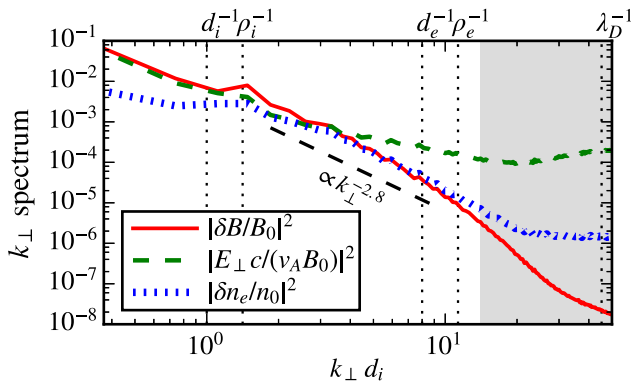 d_i^{-1} ρ_i^{-1} d_e^{-1} ρ_e^{-1} λ_D^{-1}
10^{-1}
10^{-2}
10^{-3}
10^{-4}
10^{-5}
10^{-6}
10^{-7}
10^{-8}
k_⊥ spectrum
∝k_⊥^{-2.8}
|δB/B_0|^2
|E_⊥c/(v_AB_0)|^2
|δn_e/n_0|^2
10^0 10^1
k_⊥ d_i